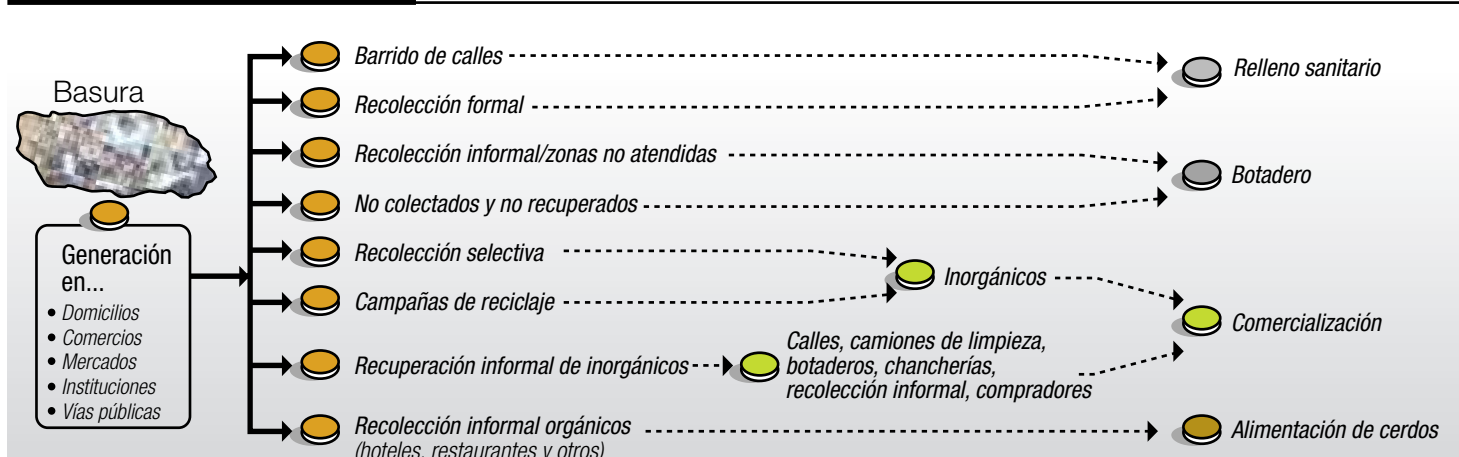 Basura
Generación
en...
• Domicilios
• Comercios
• Mercados
• Instituciones
• Vías públicas
Barrido de calles
Recolección formal
Recolección informal/zonas no atendidas
No colectados y no recuperados
Recolección selectiva
Campañas de reciclaje
Recuperación informal de inorgánicos
Recolección informal orgánicos
(hoteles, restaurantes y otros)
Inorgánicos
Calles, camiones de limpieza,
botaderos, chancherías,
recolección informal, compradores
Relleno sanitario
Botadero
Comercialización
Alimentación de cerdos